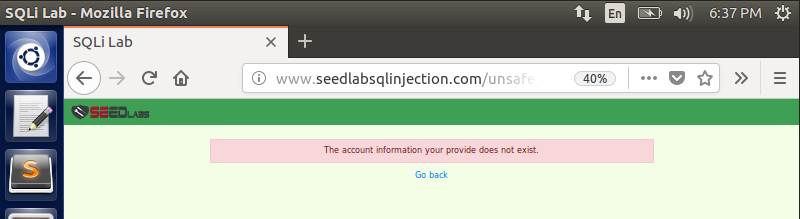 SQLi Lab - Mozilla Firefox
En
6:37 PM
SQLi Lab
www.seedlabsqlinjection.com/unsafe
40%
SEEDLABS
The account information your provide does not exist.
Go back